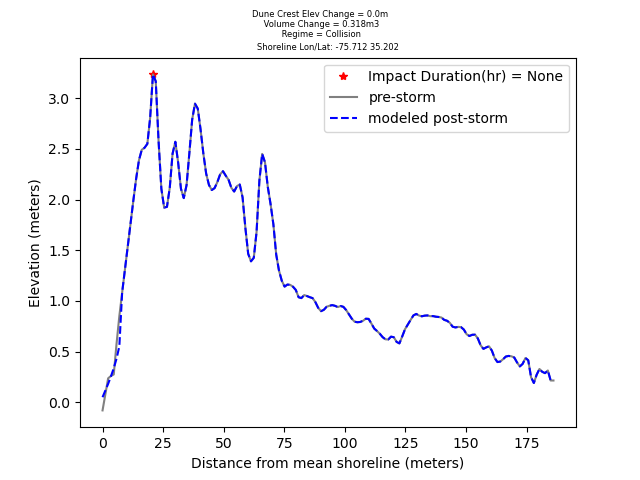 Dune Crest Elev Change = 0.0m
Volume Change = 0.318m3
Regime = Collision
Shoreline Lon/Lat: -75.712 35.202
Impact Duration(hr) = None
pre-storm
modeled post-storm
Elevation (meters)
3.0
2.5
2.0
1.5
1.0
0.5
0.0
0 25 50 75 100 125 150 175
Distance from mean shoreline (meters)